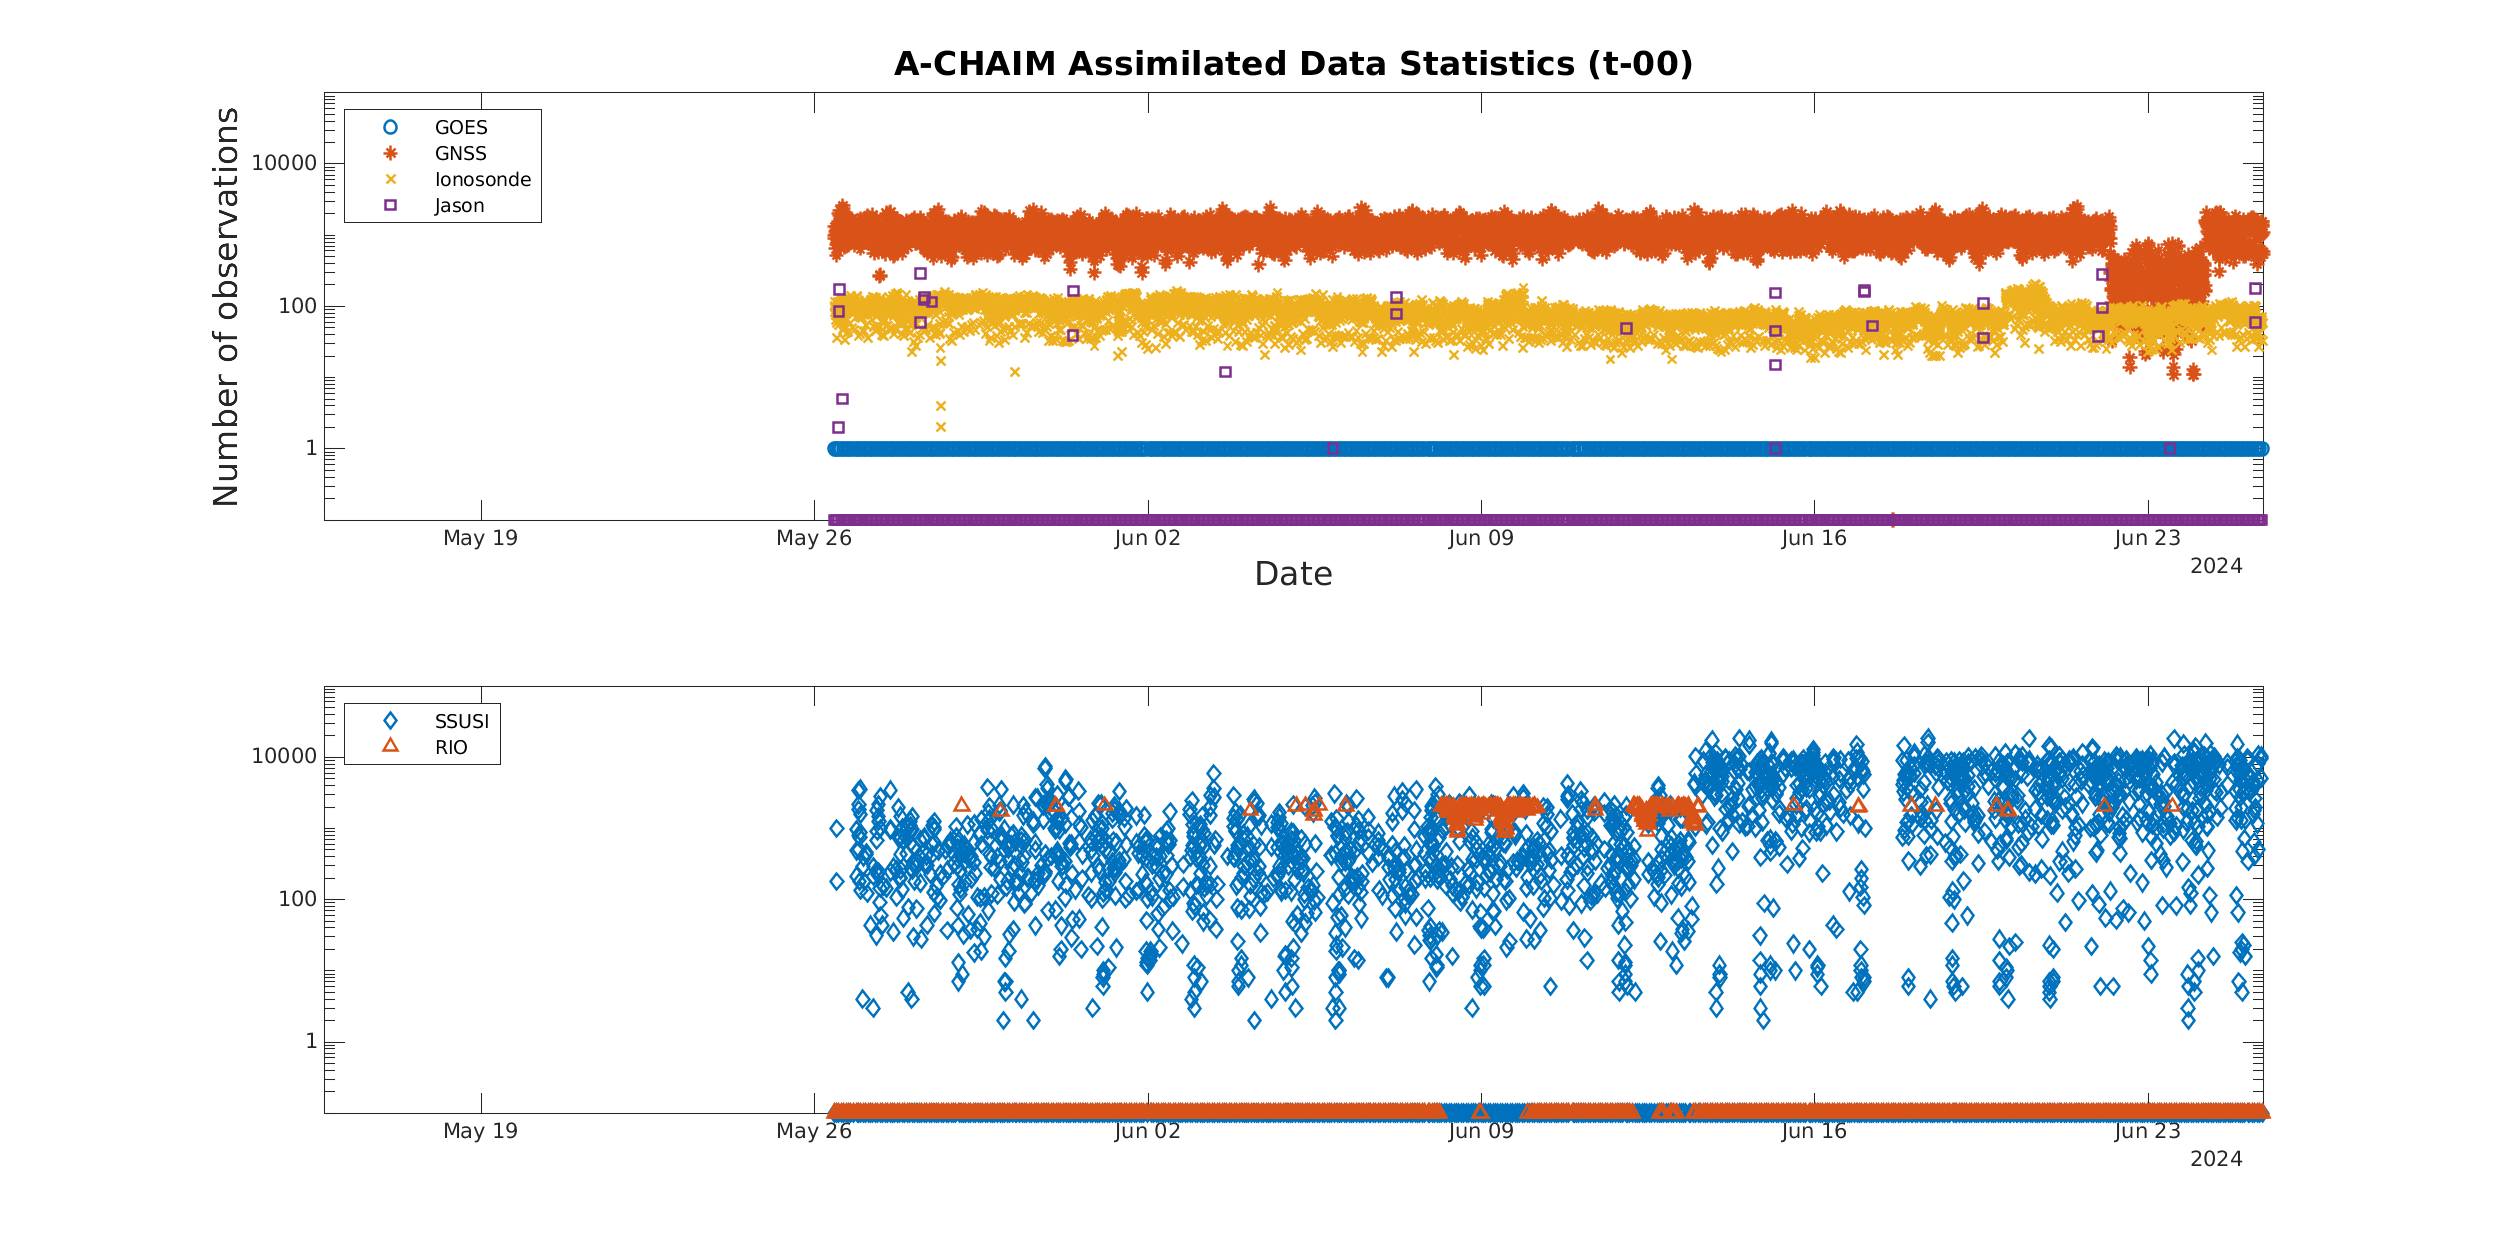 A-CHAIM Assimilated Data Statistics (t-00)
Number of observations
10000
100
1
GOES
GNSS
Ionosonde
Jason
May 19 May 26 Jun 02 Jun 09 Jun 16 Jun 23
2024
Date
10000
100
1
SSUSI
RIO
May 19 May 26 Jun 02 Jun 09 Jun 16 Jun 23
2024